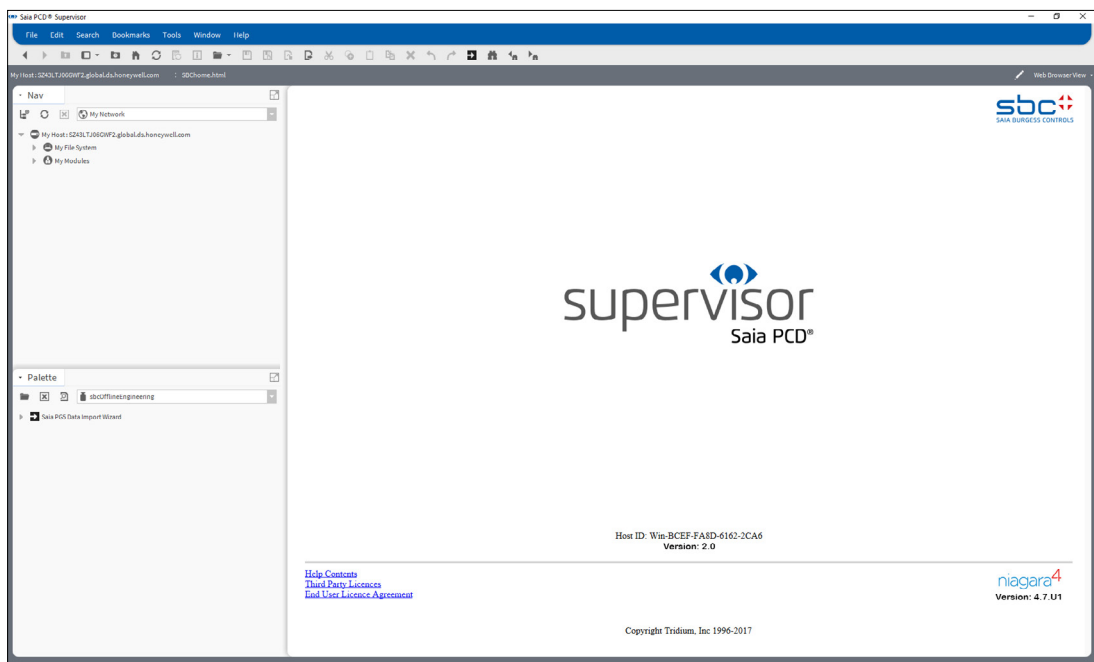 Saia PCD® Supervisor
File Edit Search Bookmarks Tools Window Help
My Host : SZ43LTJ06GWF2.global.ds.honeywell.com : SBChome.html Web Browser View
Nav
My Network
My Host : SZ43LTJ06GWF2.global.ds.honeywell.com
My File System
My Modules
sbc
SAIA BURGESS CONTROLS
supervisor
Saia PCD®
Palette
sbcOfflineEngineering
Saia PG5 Data Import Wizard
Host ID: Win-BCEF-FA8D-6162-2CA6
Version: 2.0
Help Contents
Third Party Licences
End User Licence Agreement
niagara4
Version: 4.7.U1
Copyright Tridium, Inc 1996-2017